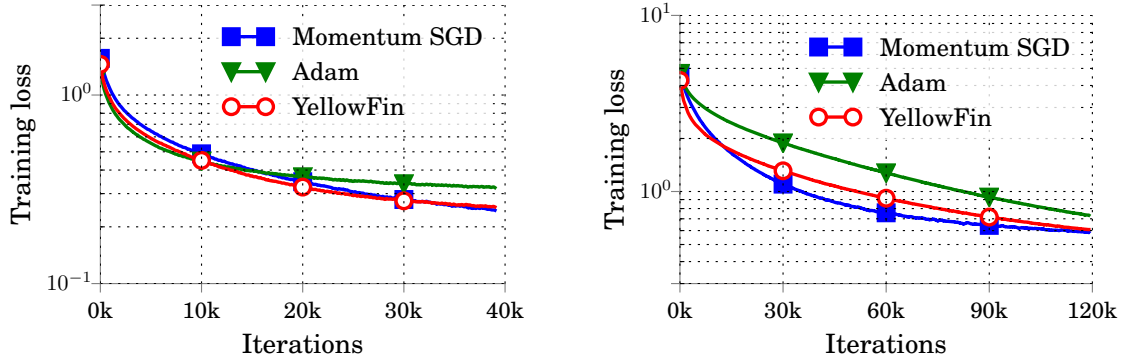 Training loss
10^0
10^{-1}
Momentum SGD
Adam
YellowFin
0k 10k 20k 30k 40k
Iterations
Training loss
10^1
10^0
Momentum SGD
Adam
YellowFin
0k 30k 60k 90k 120k
Iterations